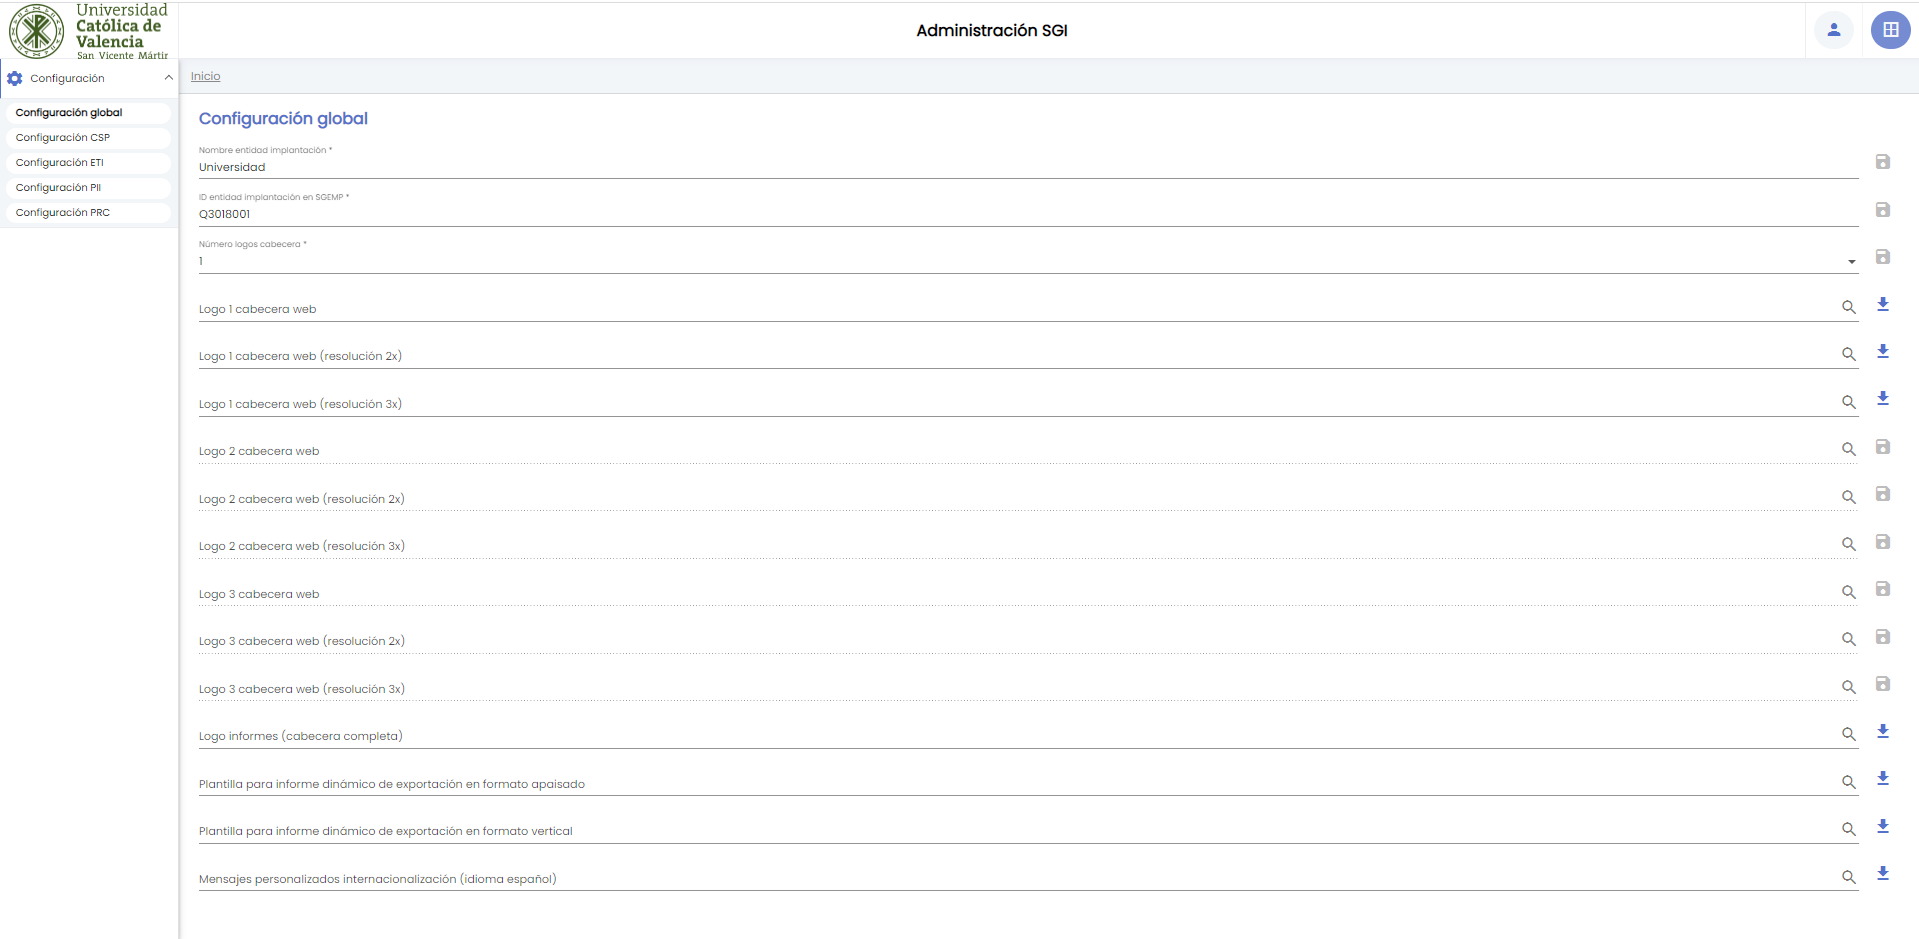 Universidad
Católica de
Valencia
San Vicente Mártir
Administración SGI
Configuración
Inicio
Configuración global
Configuración CSP
Configuración ETI
Configuración PII
Configuración PRC
Configuración global
Nombre entidad implantación *
Universidad
ID entidad implantación en SGEMP *
Q3018001
Número logos cabecera *
1
Logo 1 cabecera web
Logo 1 cabecera web (resolución 2x)
Logo 1 cabecera web (resolución 3x)
Logo 2 cabecera web
Logo 2 cabecera web (resolución 2x)
Logo 2 cabecera web (resolución 3x)
Logo 3 cabecera web
Logo 3 cabecera web (resolución 2x)
Logo 3 cabecera web (resolución 3x)
Logo informes (cabecera completa)
Plantilla para informe dinámico de exportación en formato apaisado
Plantilla para informe dinámico de exportación en formato vertical
Mensajes personalizados internacionalización (idioma español)